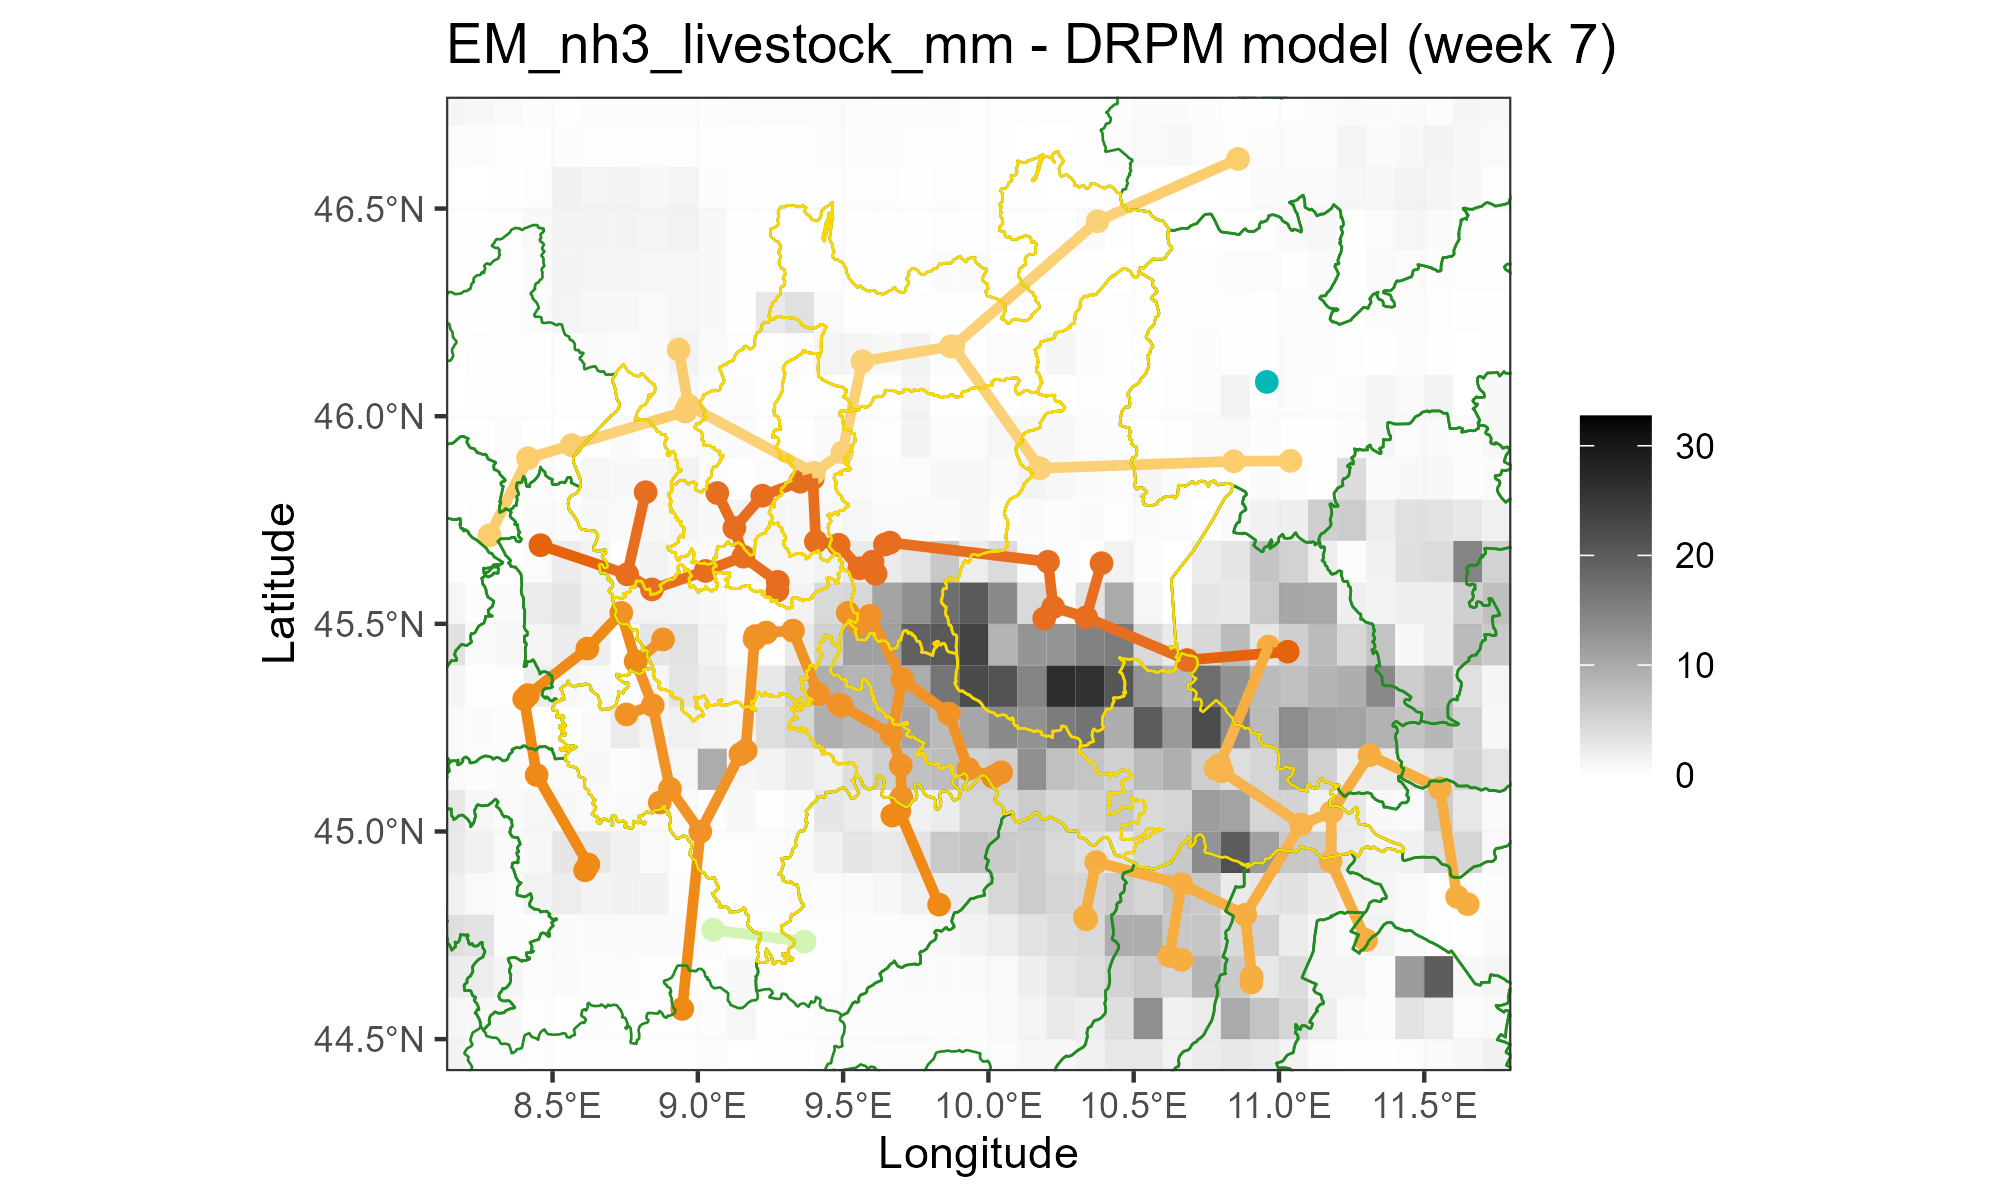 EM_nh3_livestock_mm - DRPM model (week 7)
46.5°N
46.0°N
45.5°N
45.0°N
44.5°N
Latitude
8.5°E
9.0°E
9.5°E
10.0°E
10.5°E
11.0°E
11.5°E
Longitude
30
20
10
0